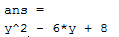 ans =
y^2 - 6*y + 8